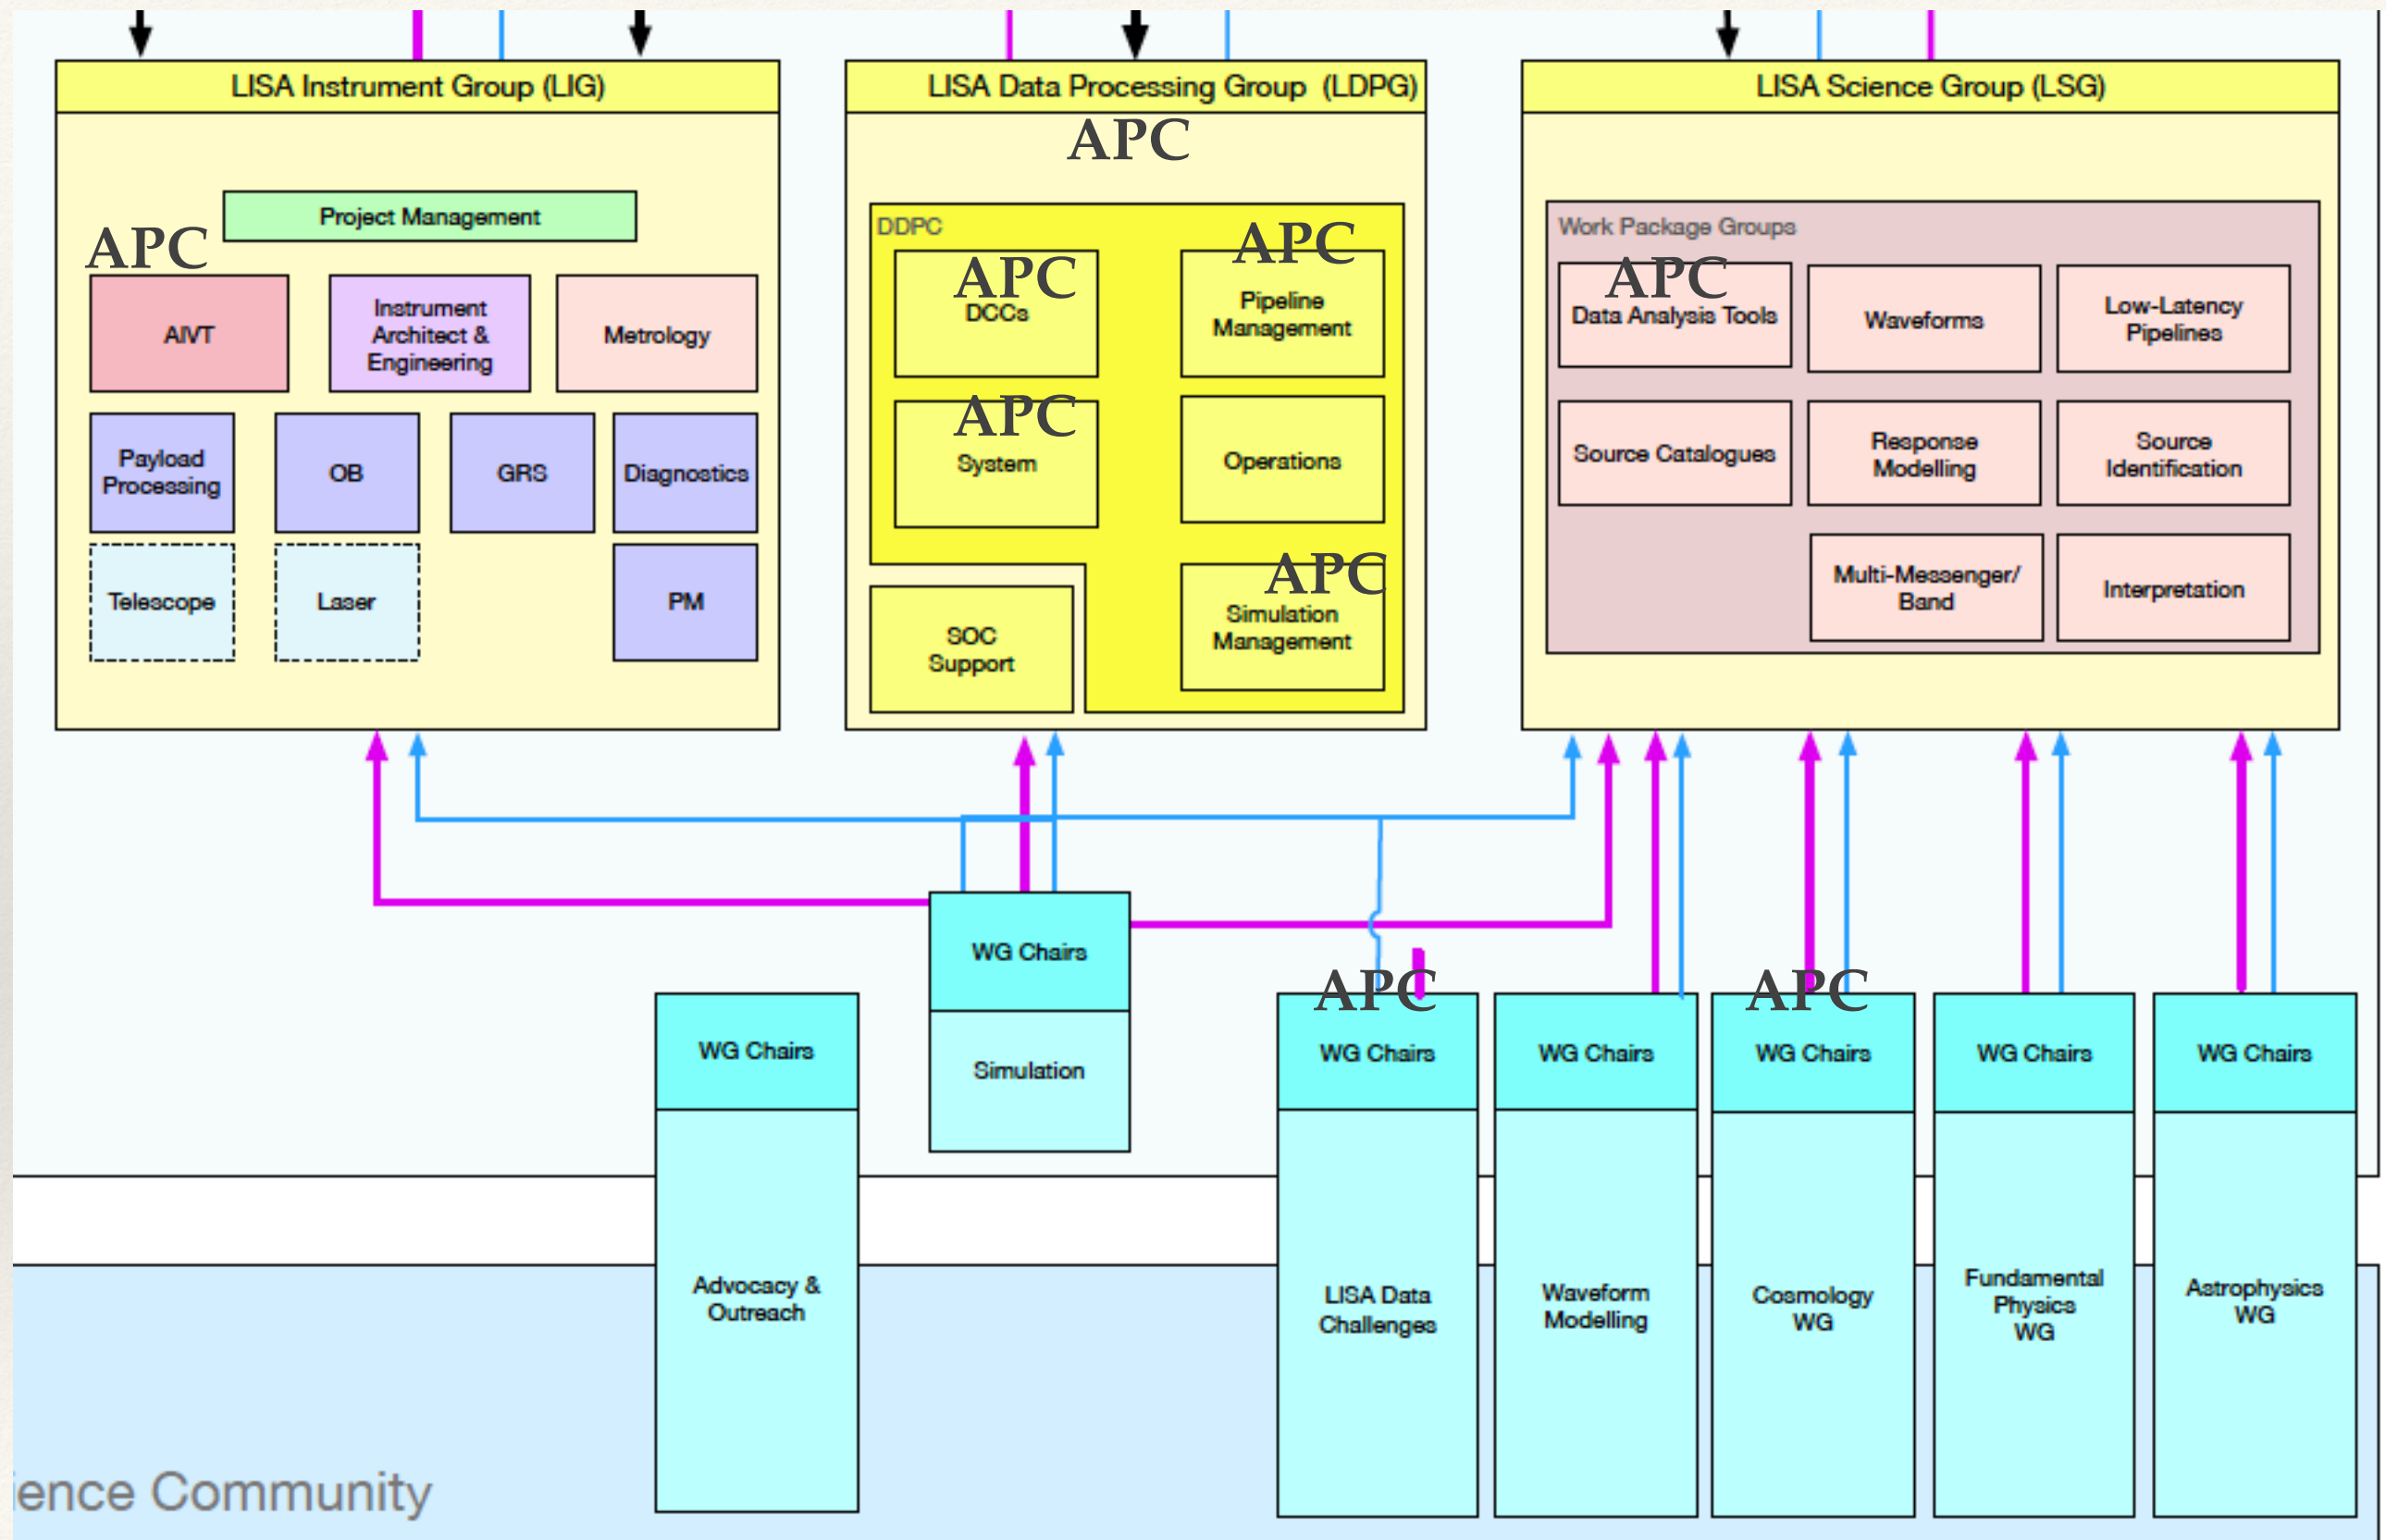 LISA Instrument Group (LIG)
APC
Project Management
AIVT
Instrument
Architect &
Engineering
Metrology
Payload
Processing
OB
GRS
Diagnostics
Telescope
Laser
PM
LISA Data Processing Group (LDPG)
APC
DDPC
APC
DCCs
APC
Pipeline
Management
APC
System
Operations
SOC
Support
APC
Simulation
Management
LISA Science Group (LSG)
Work Package Groups
APC
Data Analysis Tools
Waveforms
Low-Latency
Pipelines
Source Catalogues
Response
Modelling
Source
Identification
Multi-Messenger/
Band
Interpretation
WG Chairs
Simulation
WG Chairs
Advocacy &
Outreach
APC
WG Chairs
LISA Data
Challenges
WG Chairs
Waveform
Modelling
APC
WG Chairs
Cosmology
WG
WG Chairs
Fundamental
Physics
WG
WG Chairs
Astrophysics
WG
ience Community